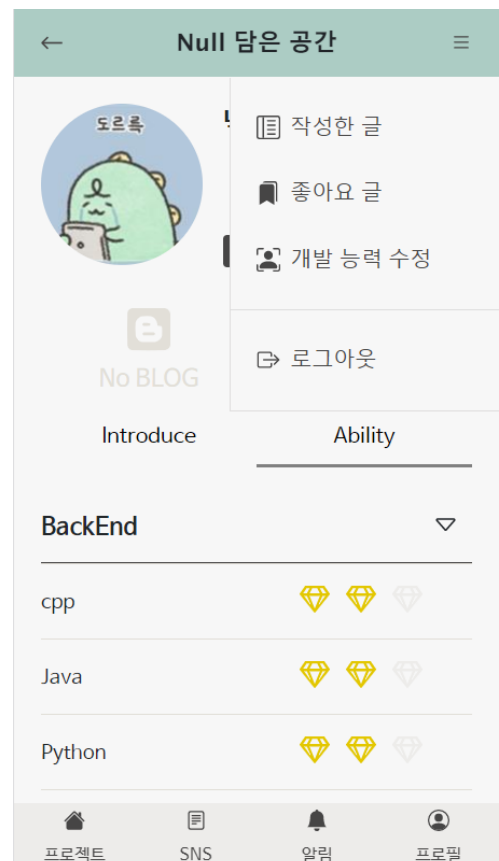 Null 담은 공간
도르륵
작성한 글
좋아요 글
개발 능력 수정
로그아웃
No BLOG
Introduce Ability
BackEnd
cpp
Java
Python
프로젝트 SNS 알림 프로필